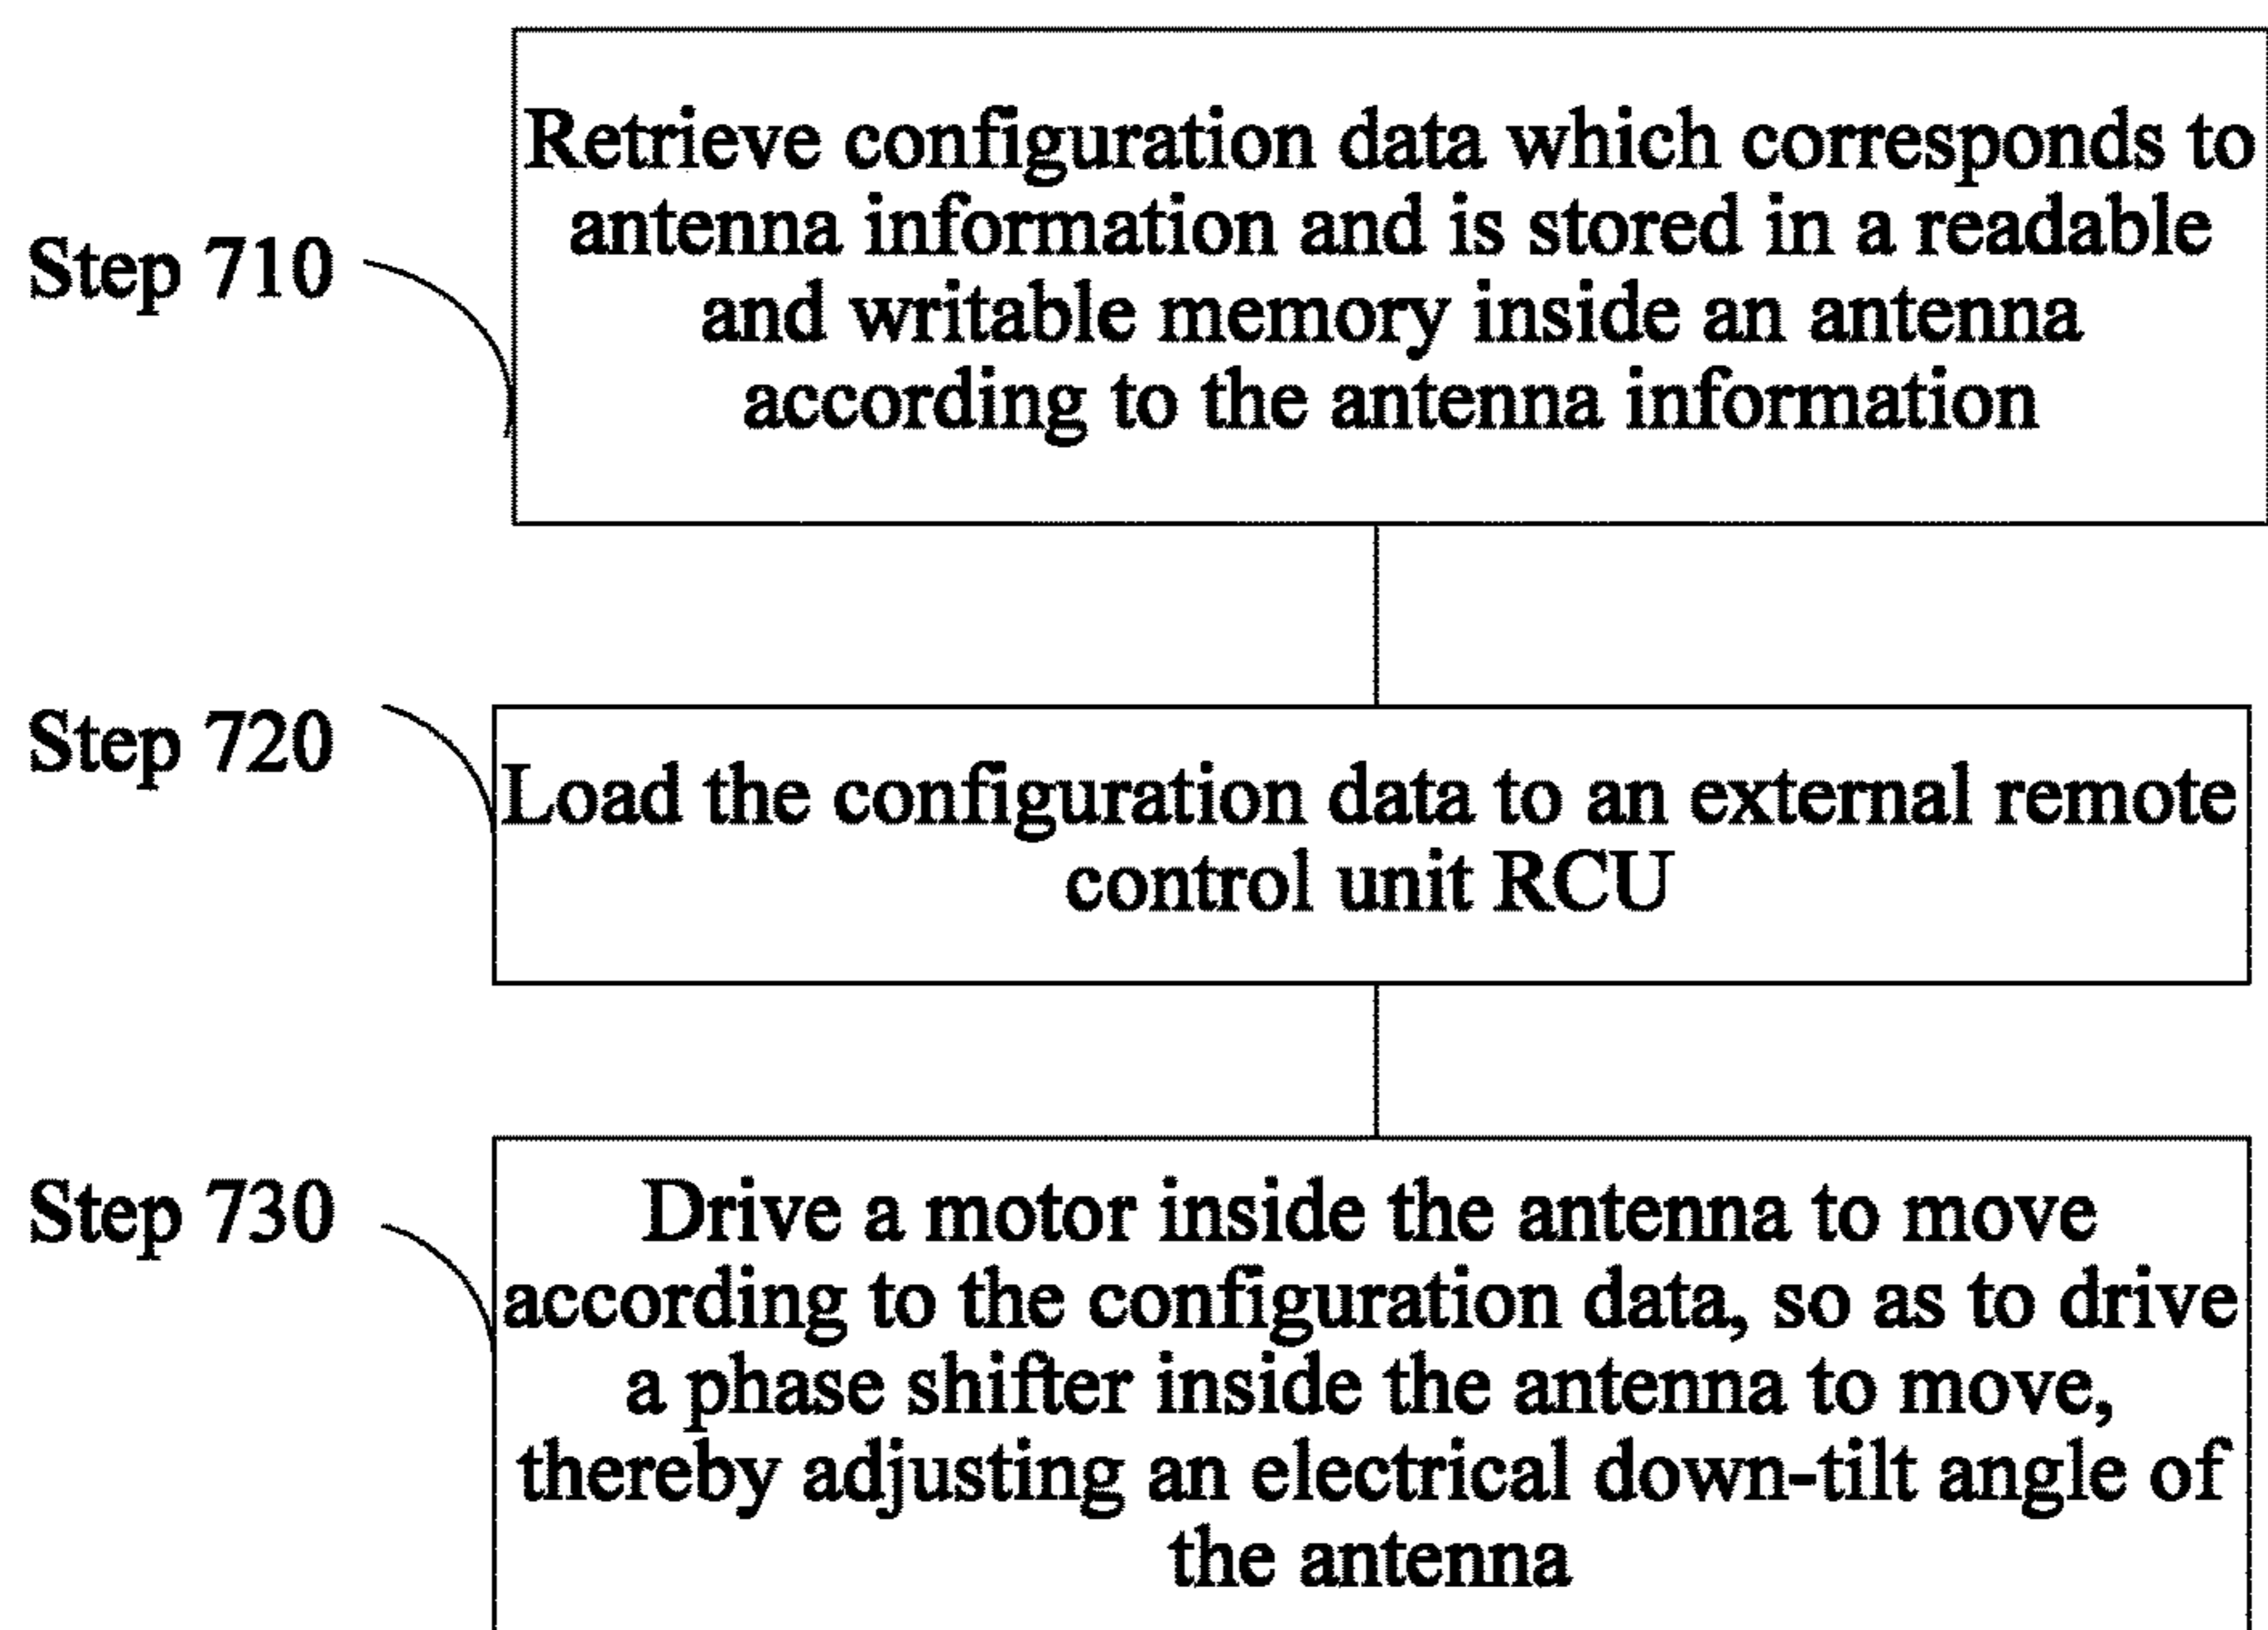 Step 710
Retrieve configuration data which corresponds to
antenna information and is stored in a readable
and writable memory inside an antenna
according to the antenna information
Step 720
Load the configuration data to an external remote
control unit RCU
Step 730
Drive a motor inside the antenna to move
according to the configuration data, so as to drive
a phase shifter inside the antenna to move,
thereby adjusting an electrical down-tilt angle of
the antenna